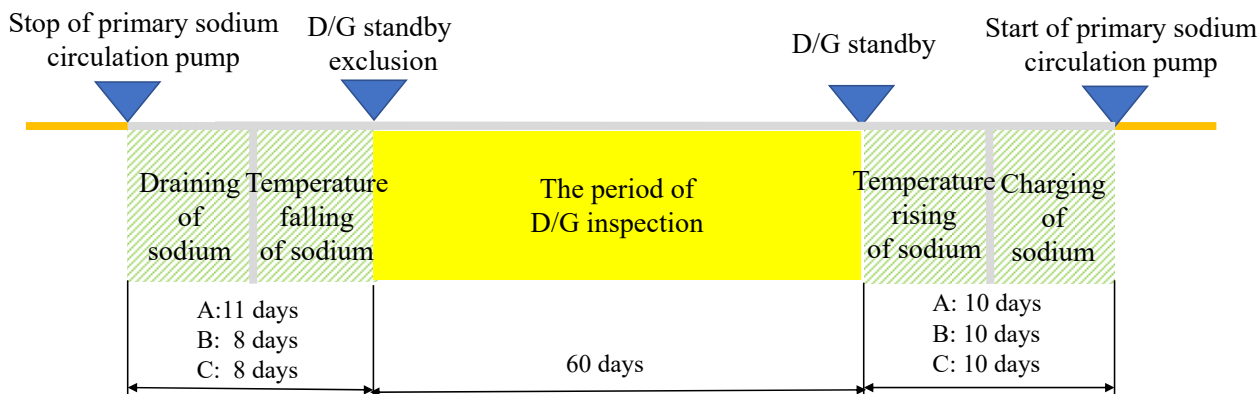 Stop of primary sodium
circulation pump
D/G standby
exclusion
D/G standby
Start of primary sodium
circulation pump
Draining
of
sodium
Temperature
falling
of sodium
The period of
D/G inspection
Temperature
rising
of sodium
Charging
of
sodium
A:11 days
B: 8 days
C: 8 days
60 days
A: 10 days
B: 10 days
C: 10 days